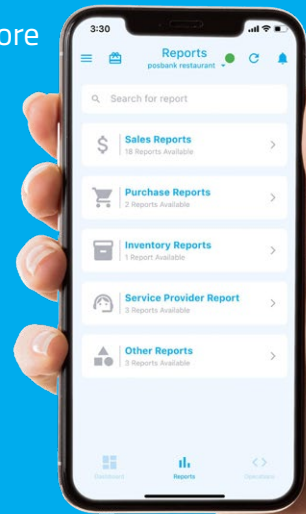 ore
3:30
Reports
posbank restaurant
Search for report
Sales Reports
18 Reports Available
Purchase Reports
2 Reports Available
Inventory Reports
1 Report Available
Service Provider Report
3 Reports Available
Other Reports
3 Reports Available
Dashboard
Reports
Operations